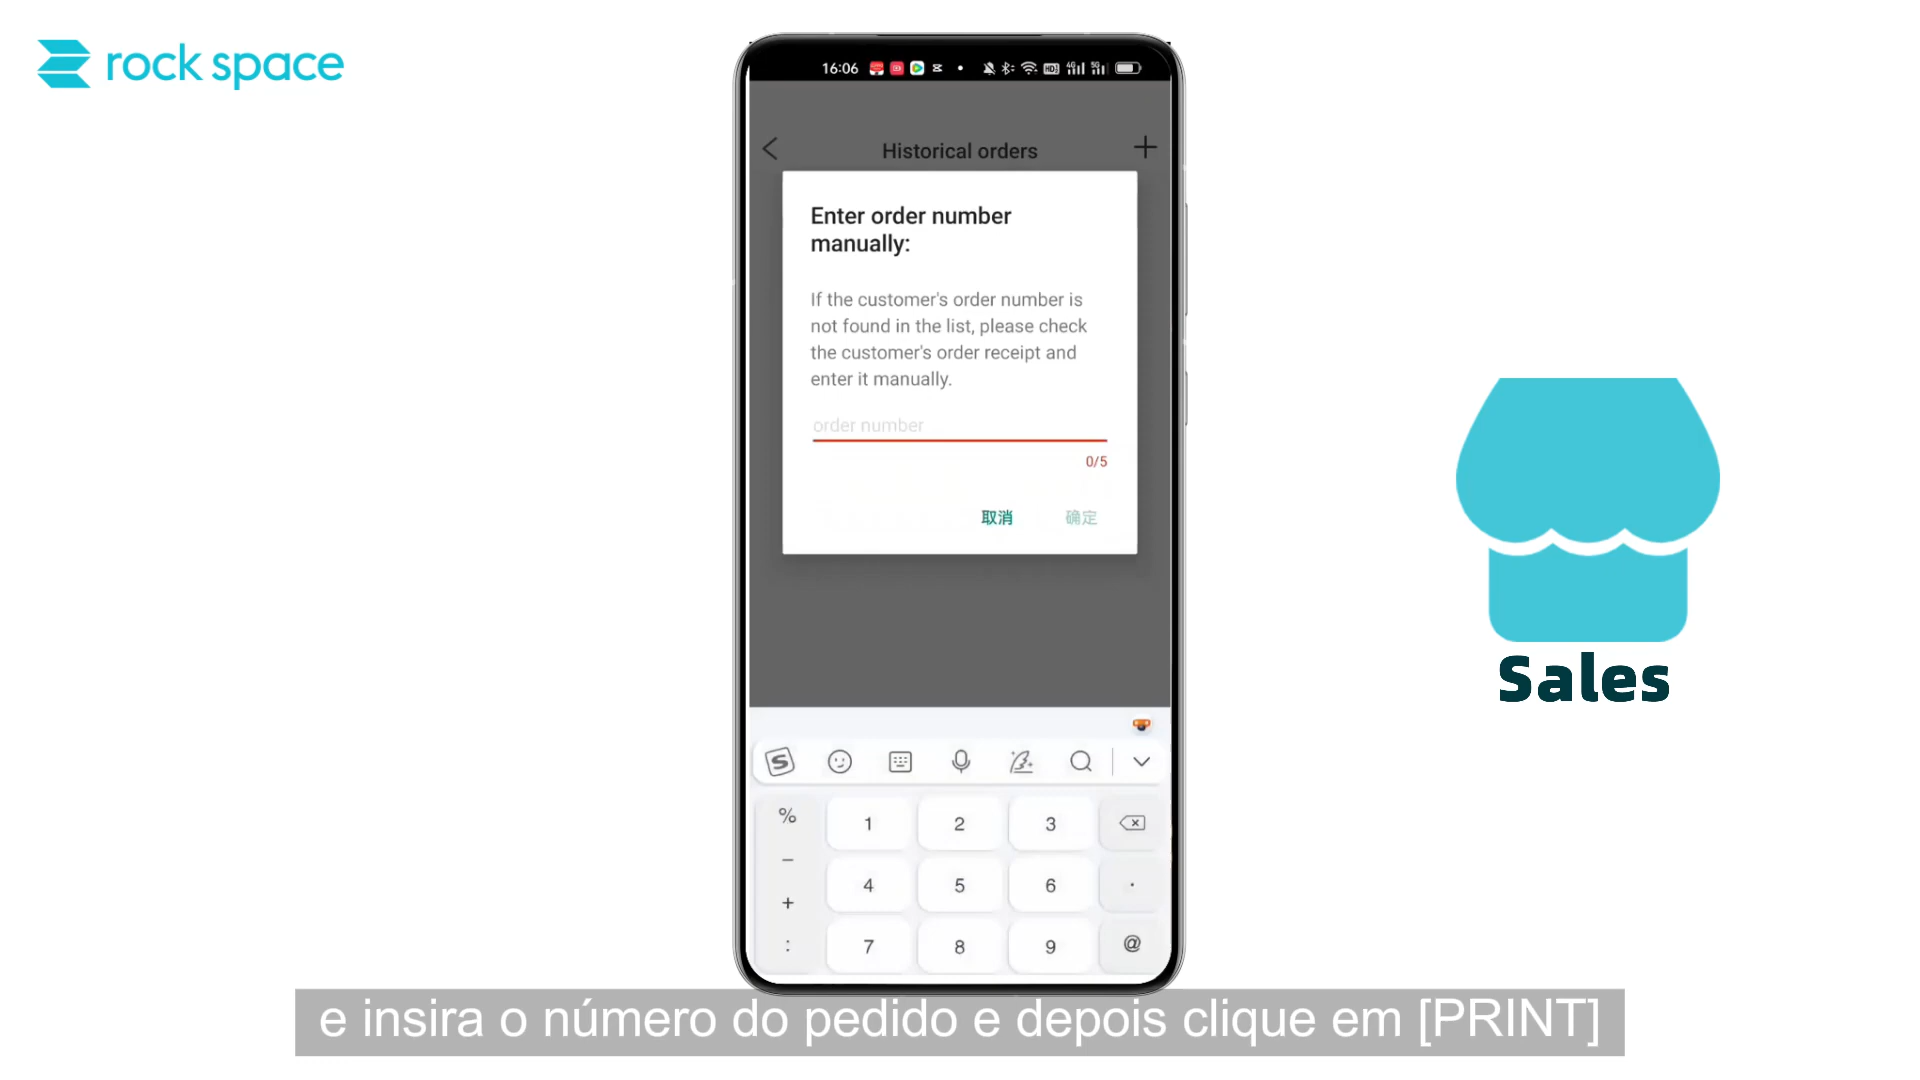 rock space
16:06
Historical orders
Enter order number
manually:
If the customer's order number is
not found in the list, please check
the customer's order receipt and
enter it manually.
order number
0/5
取消 确定
Sales
% 1 2 3
- 4 5 6 .
+
: 7 8 9 @
e insira o número do pedido e depois clique em [PRINT]